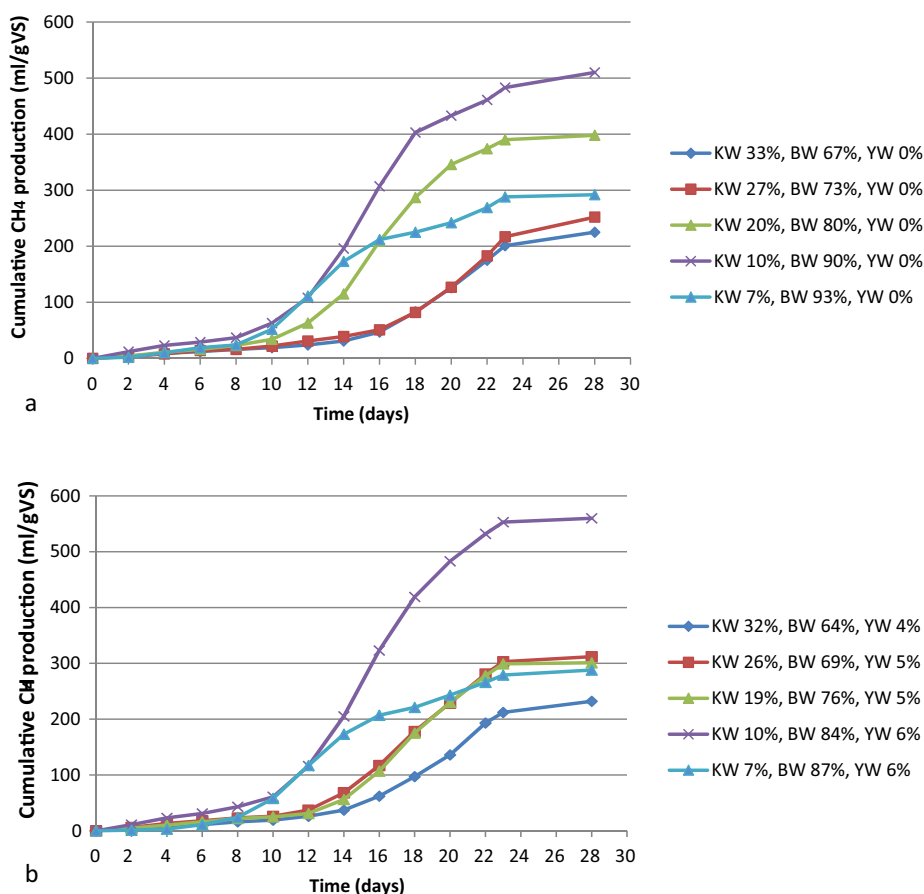 Cumulative CH4 production (ml/gVS)
600
500
400
300
200
100
0
0 2 4 6 8 10 12 14 16 18 20 22 24 26 28 30
Time (days)
a
KW 33%, BW 67%, YW 0%
KW 27%, BW 73%, YW 0%
KW 20%, BW 80%, YW 0%
KW 10%, BW 90%, YW 0%
KW 7%, BW 93%, YW 0%
Cumulative CH4 production (ml/gVS)
600
500
400
300
200
100
0
0 2 4 6 8 10 12 14 16 18 20 22 24 26 28 30
Time (days)
b
KW 32%, BW 64%, YW 4%
KW 26%, BW 69%, YW 5%
KW 19%, BW 76%, YW 5%
KW 10%, BW 84%, YW 6%
KW 7%, BW 87%, YW 6%